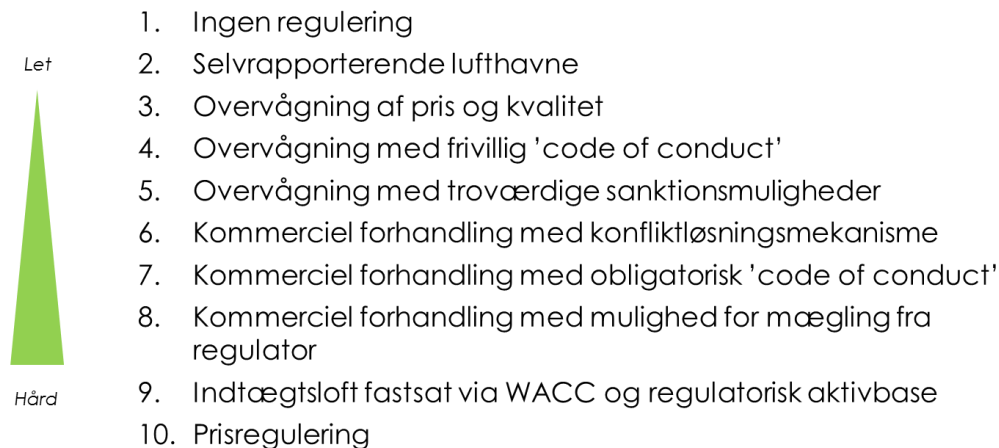 1. Ingen regulering
Let
2. Selvrapporterende lufthavne
3. Overvågning af pris og kvalitet
4. Overvågning med frivillig ’code of conduct’
5. Overvågning med troværdige sanktionsmuligheder
6. Kommerciel forhandling med konfliktløsningsmekanisme
7. Kommerciel forhandling med obligatorisk ’code of conduct’
8. Kommerciel forhandling med mulighed for mægling fra
regulator
Hård
9. Indtægtsloft fastsat via WACC og regulatorisk aktivbase
10. Prisregulering